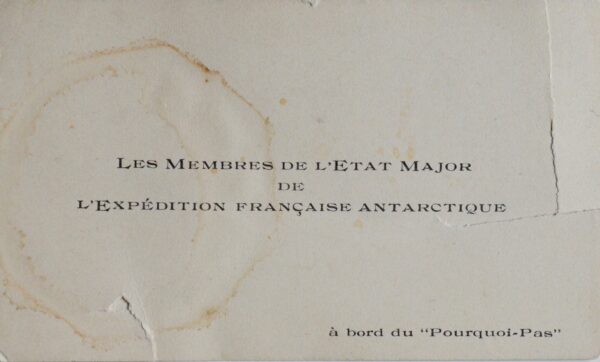 Les Membres de l'Etat Major
de
l'Expédition française antarctique
à bord du "Pourquoi-Pas"